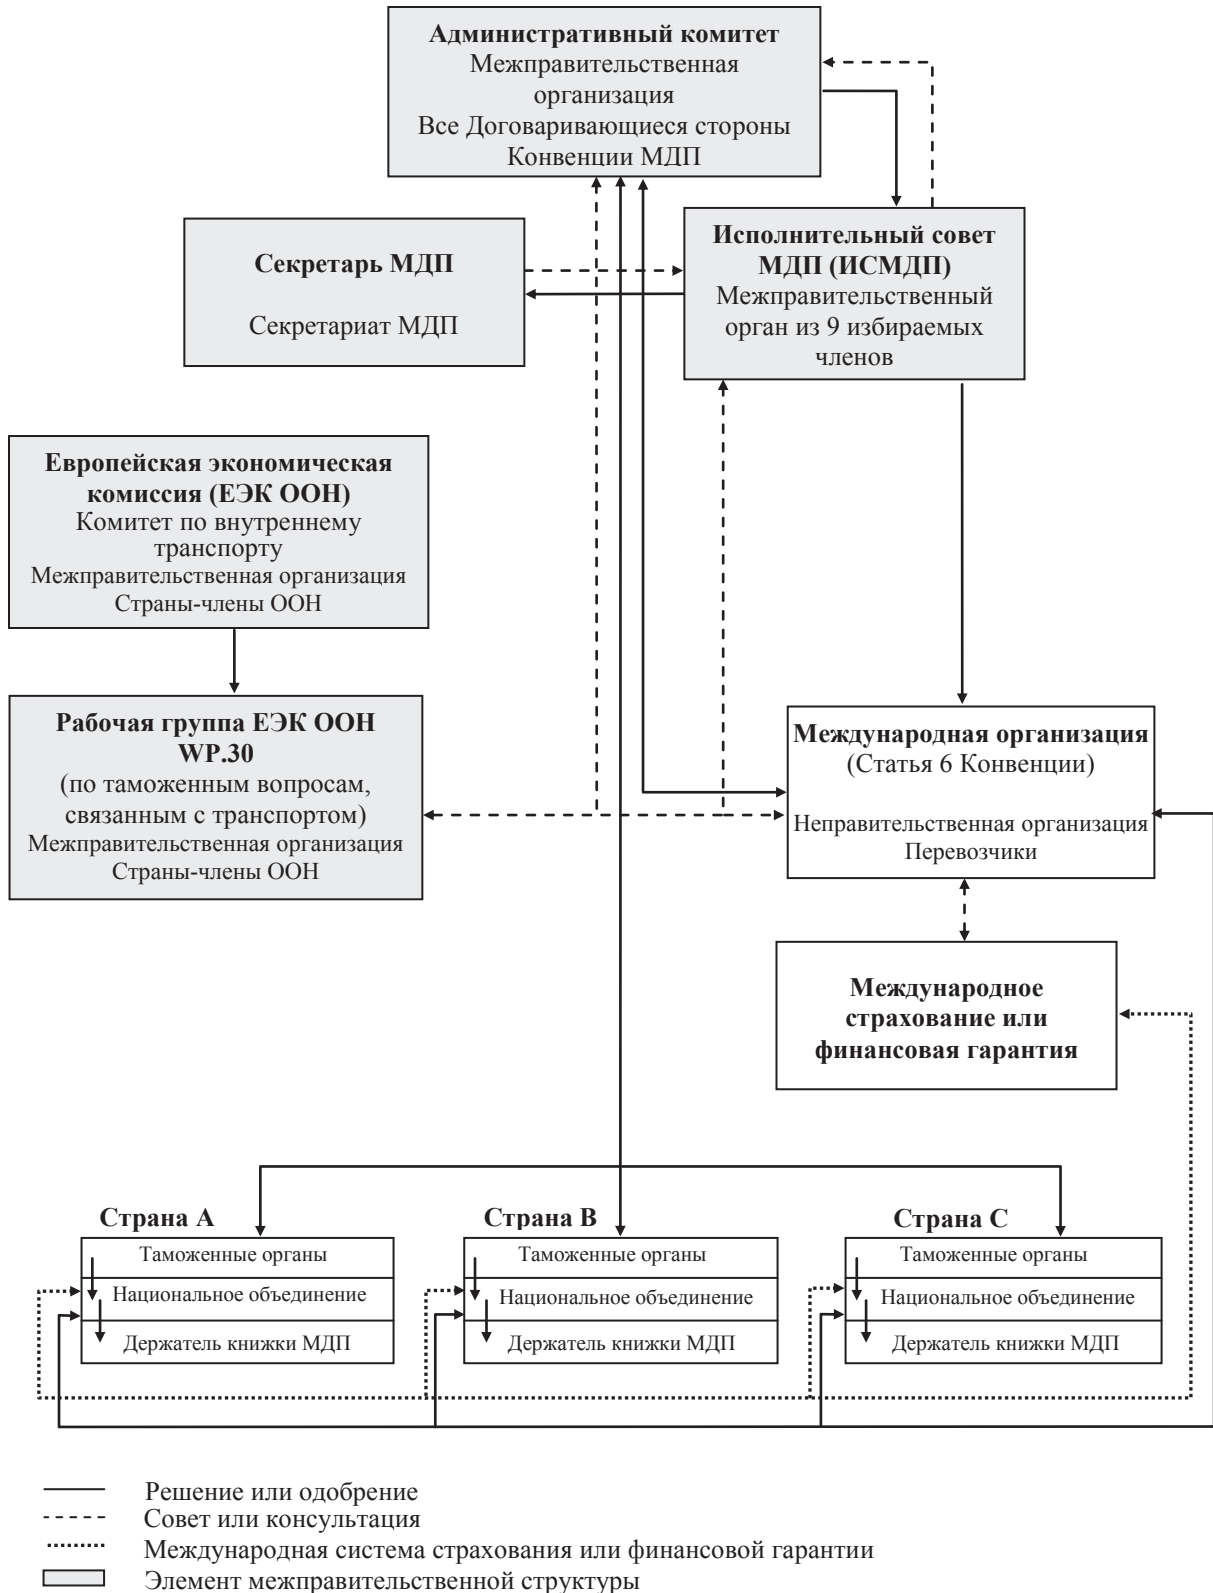 Административный комитет
Межправительственная
организация
Все Договаривающиеся стороны
Конвенции МДП
Секретарь МДП
Секретариат МДП
Исполнительный совет
МДП (ИСМДП)
Межправительственный
орган из 9 избираемых
членов
Европейская экономическая
комиссия (ЕЭК ООН)
Комитет по внутреннему
транспорту
Межправительственная организация
Страны-члены ООН
Рабочая группа ЕЭК ООН
WP.30
(по таможенным вопросам,
связанным с транспортом)
Межправительственная организация
Страны-члены ООН
Международная организация
(Статья 6 Конвенции)
Неправительственная организация
Перевозчики
Международное
страхование или
финансовая гарантия
Страна А
Таможенные органы
Национальное объединение
Держатель книжки МДП
Страна В
Таможенные органы
Национальное объединение
Держатель книжки МДП
Страна С
Таможенные органы
Национальное объединение
Держатель книжки МДП
Решение или одобрение
Совет или консультация
Международная система страхования или финансовой гарантии
Элемент межправительственной структуры